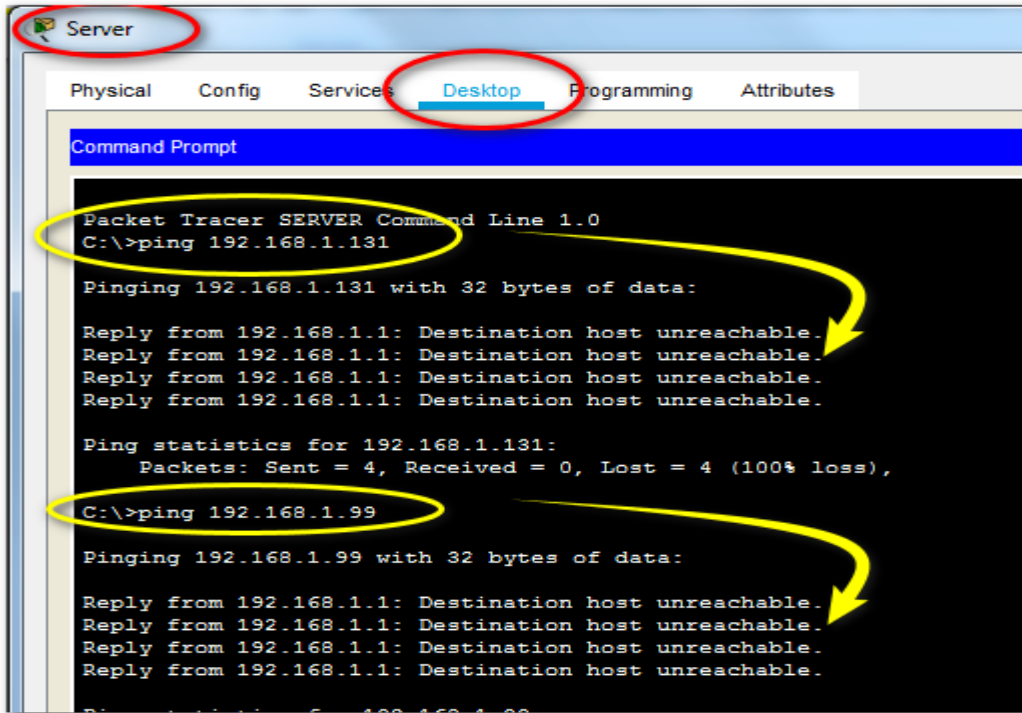 Server
Physical Config Services Desktop Programming Attributes
Command Prompt
Packet Tracer SERVER Command Line 1.0
C:\>ping 192.168.1.131
Pinging 192.168.1.131 with 32 bytes of data:
Reply from 192.168.1.1: Destination host unreachable.
Reply from 192.168.1.1: Destination host unreachable.
Reply from 192.168.1.1: Destination host unreachable.
Reply from 192.168.1.1: Destination host unreachable.
Ping statistics for 192.168.1.131:
Packets: Sent = 4, Received = 0, Lost = 4 (100% loss),
C:\>ping 192.168.1.99
Pinging 192.168.1.99 with 32 bytes of data:
Reply from 192.168.1.1: Destination host unreachable.
Reply from 192.168.1.1: Destination host unreachable.
Reply from 192.168.1.1: Destination host unreachable.
Reply from 192.168.1.1: Destination host unreachable.